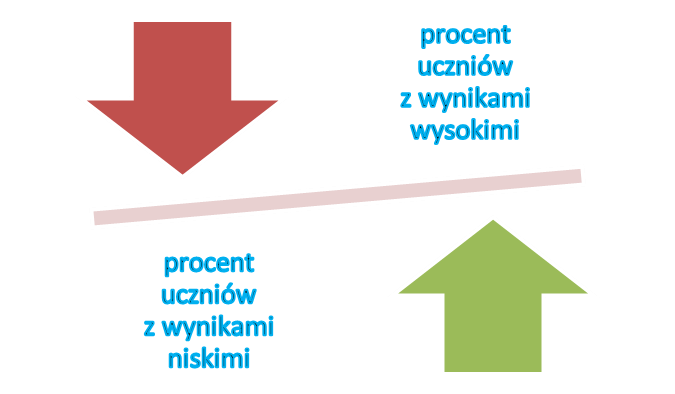 procent
uczniów
z wynikami
wysokimi
procent
uczniów
z wynikami
niskimi